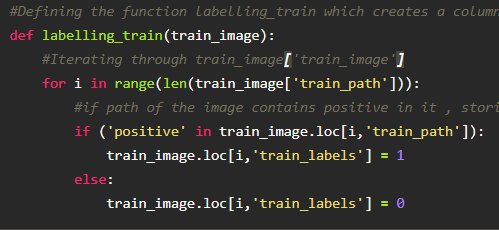 #Defining the function labelling_train which creates a column
def labelling_train(train_image):
#Iterating through train_image['train_image']
for i in range(len(train_image['train_path'])):
#if path of the image contains positive in it , stori
if ('positive' in train_image.loc[i,'train_path']):
train_image.loc[i,'train_labels'] = 1
else:
train_image.loc[i,'train_labels'] = 0